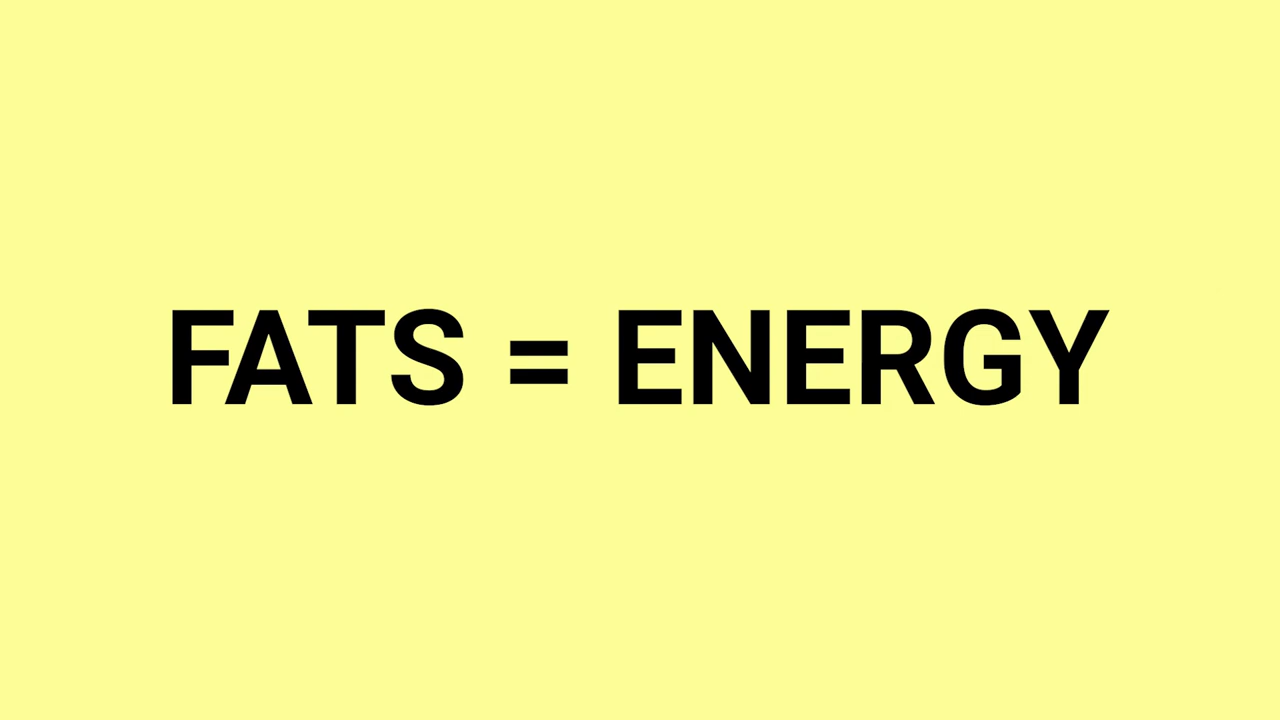 FATS = ENERGY